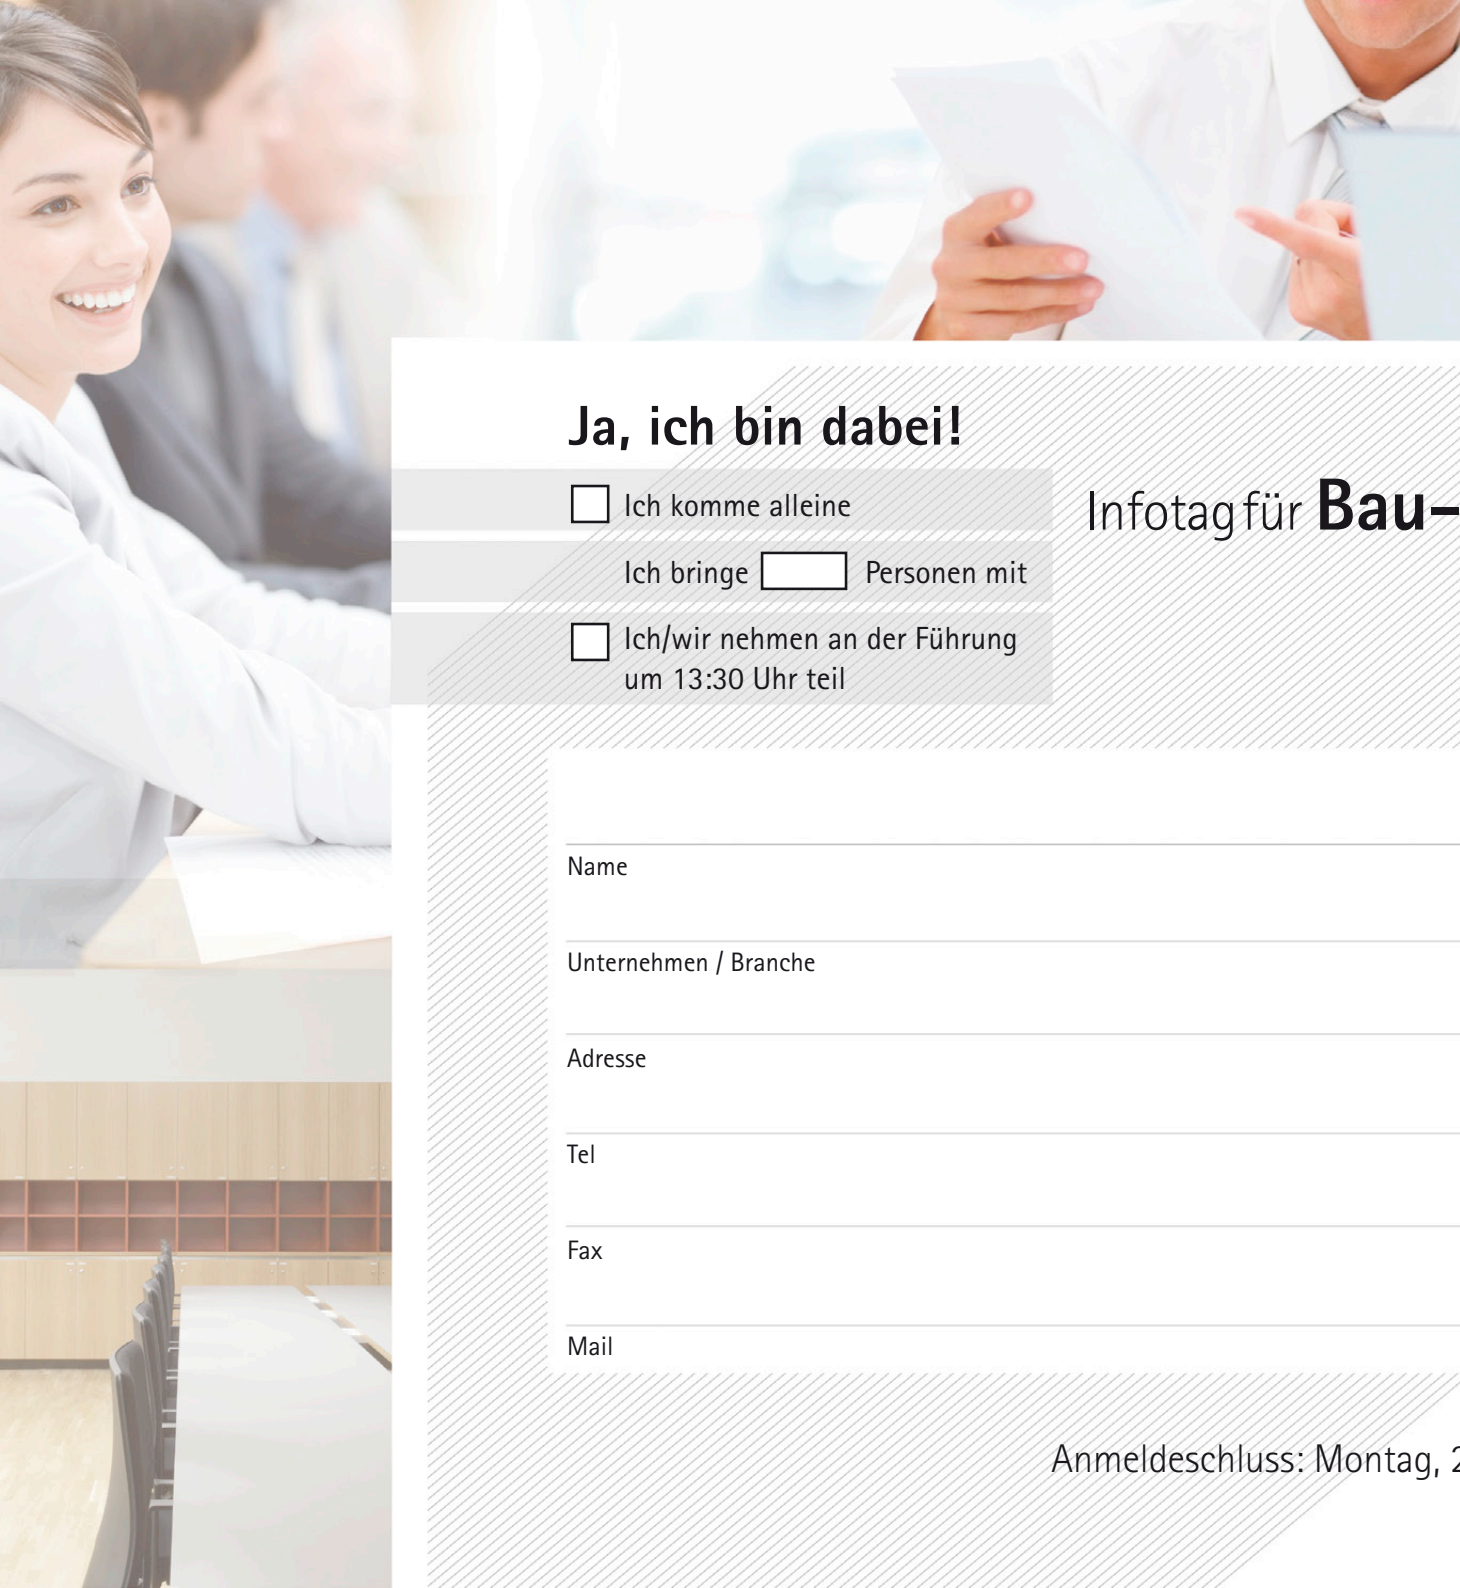 Ja, ich bin dabei!
Ich komme alleine
Infotag für Bau-
Ich bringe Personen mit
Ich/wir nehmen an der Führung
um 13:30 Uhr teil
Name
Unternehmen / Branche
Adresse
Tel
Fax
Mail
Anmeldeschluss: Montag,